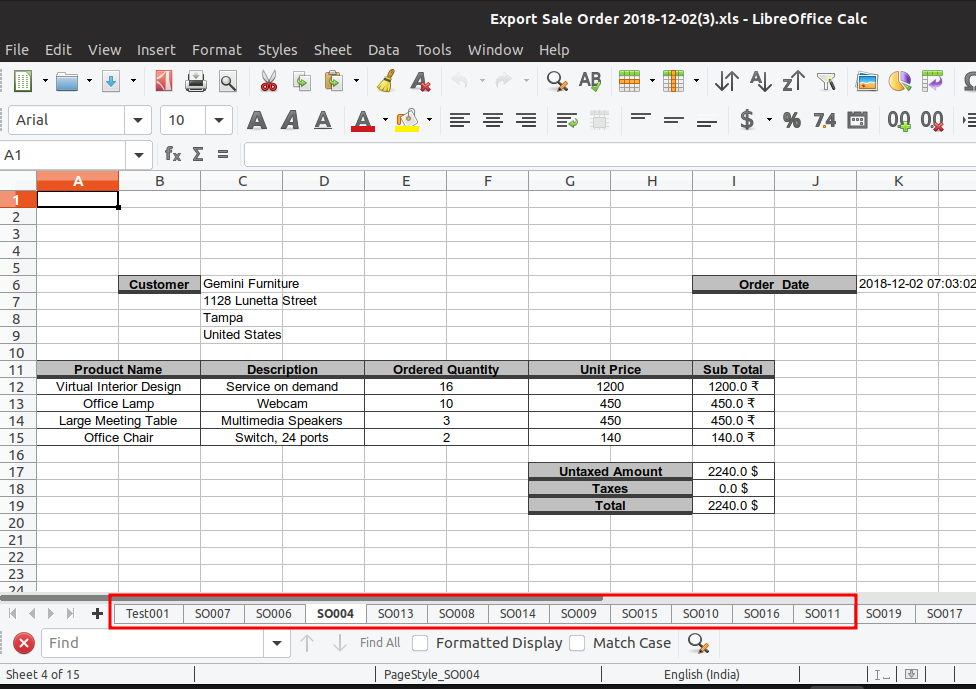 Export Sale Order 2018-12-02(3).xls - LibreOffice Calc
File Edit View Insert Format Styles Sheet Data Tools Window Help
Arial 10
A1
A B C D E F G H I J K
1
2
3
4
5
6 Customer Gemini Furniture Order Date 2018-12-02 07:03:02
7 1128 Lunetta Street
8 Tampa
9 United States
10
11 Product Name Description Ordered Quantity Unit Price Sub Total
12 Virtual Interior Design Service on demand 16 1200 1200.0 ₹
13 Office Lamp Webcam 10 450 450.0 ₹
14 Large Meeting Table Multimedia Speakers 3 450 450.0 ₹
15 Office Chair Switch, 24 ports 2 140 140.0 ₹
16
17 Untaxed Amount 2240.0 $
18 Taxes 0.0 $
19 Total 2240.0 $
20
21
22
23
24
Test001 SO007 SO006 SO004 SO013 SO008 SO014 SO009 SO015 SO010 SO016 SO011 SO019 SO017
Find Find All Formatted Display Match Case
Sheet 4 of 15 PageStyle_SO004 English (India)